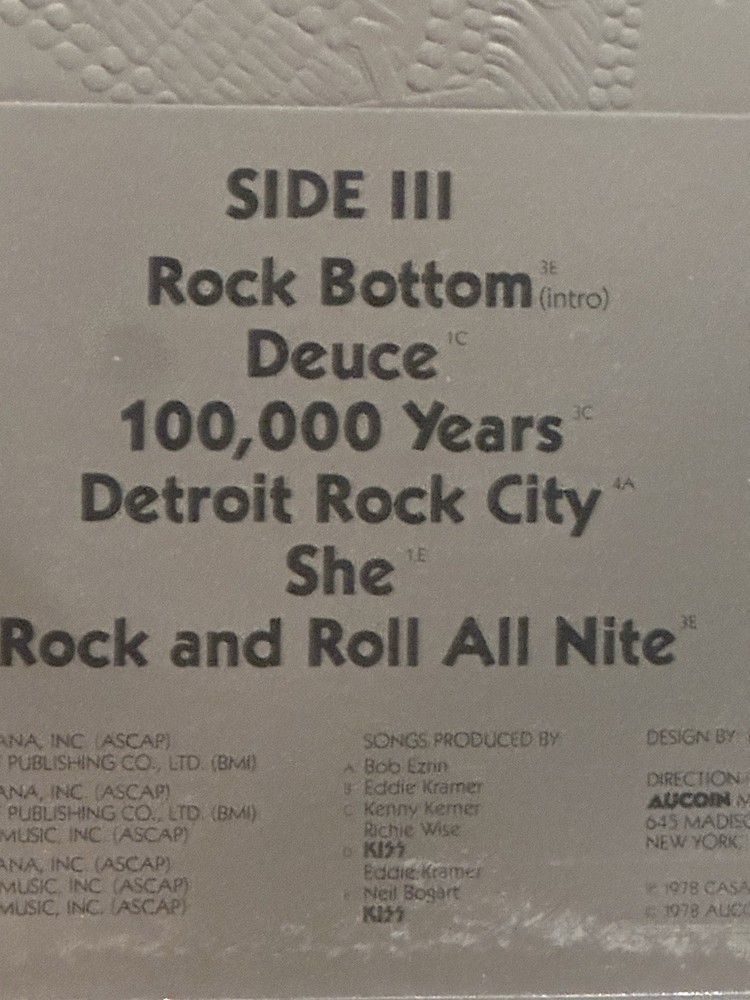 SIDE III
Rock Bottom 3E (intro)
Deuce 1C
100,000 Years 3C
Detroit Rock City 4A
She 1E
Rock and Roll All Nite 3E
ANA, INC. (ASCAP)
PUBLISHING CO., LTD. (BMI)
ANA, INC. (ASCAP)
PUBLISHING CO., LTD. (BMI)
MUSIC, INC. (ASCAP)
ANA, INC. (ASCAP)
MUSIC, INC. (ASCAP)
MUSIC, INC. (ASCAP)
SONGS PRODUCED BY:
A Bob Ezrin
B Eddie Kramer
C Kenny Kerner
Richie Wise
D KISS
Eddie Kramer
E Neil Bogart
KISS
DESIGN BY:
DIRECTION
AUCOIN M
645 MADISO
NEW YORK,
℗ 1978 CASA
© 1978 AUCO